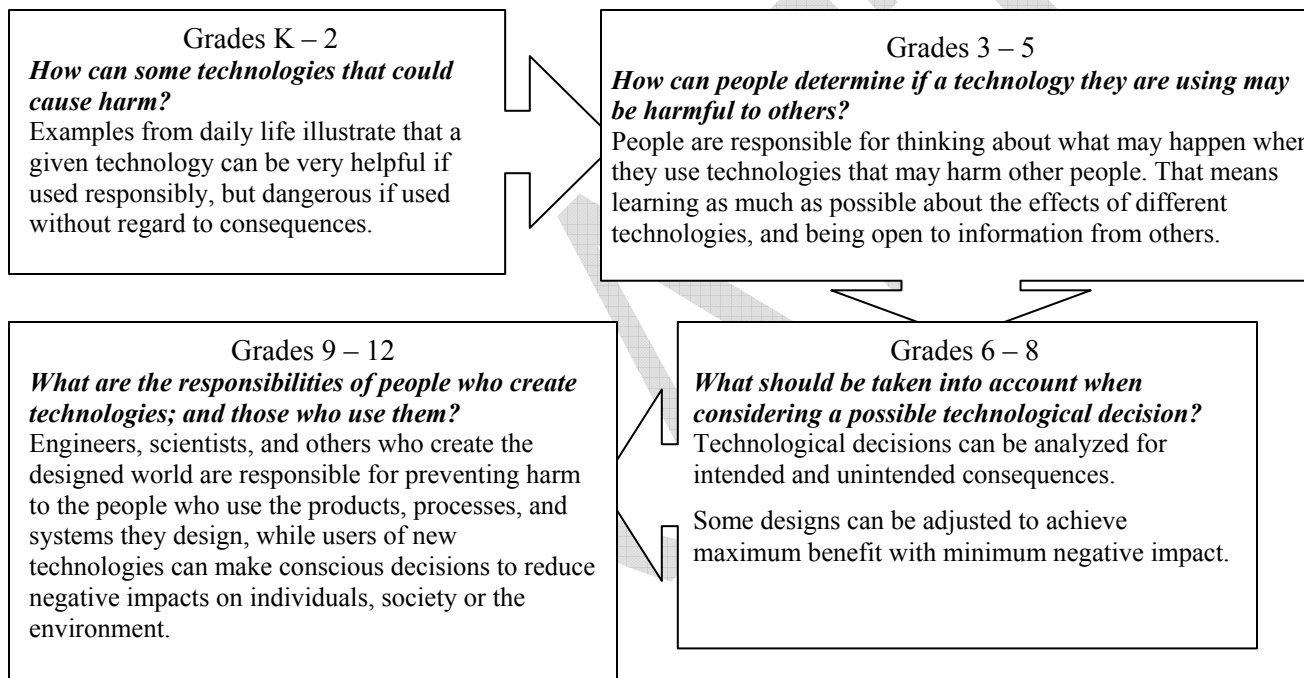 Grades K – 2
How can some technologies that could
cause harm?
Examples from daily life illustrate that a
given technology can be very helpful if
used responsibly, but dangerous if used
without regard to consequences.
Grades 3 – 5
How can people determine if a technology they are using may
be harmful to others?
People are responsible for thinking about what may happen when
they use technologies that may harm other people. That means
learning as much as possible about the effects of different
technologies, and being open to information from others.
Grades 6 – 8
What should be taken into account when
considering a possible technological decision?
Technological decisions can be analyzed for
intended and unintended consequences.
Some designs can be adjusted to achieve
maximum benefit with minimum negative impact.
Grades 9 – 12
What are the responsibilities of people who create
technologies; and those who use them?
Engineers, scientists, and others who create the
designed world are responsible for preventing harm
to the people who use the products, processes, and
systems they design, while users of new
technologies can make conscious decisions to reduce
negative impacts on individuals, society or the
environment.